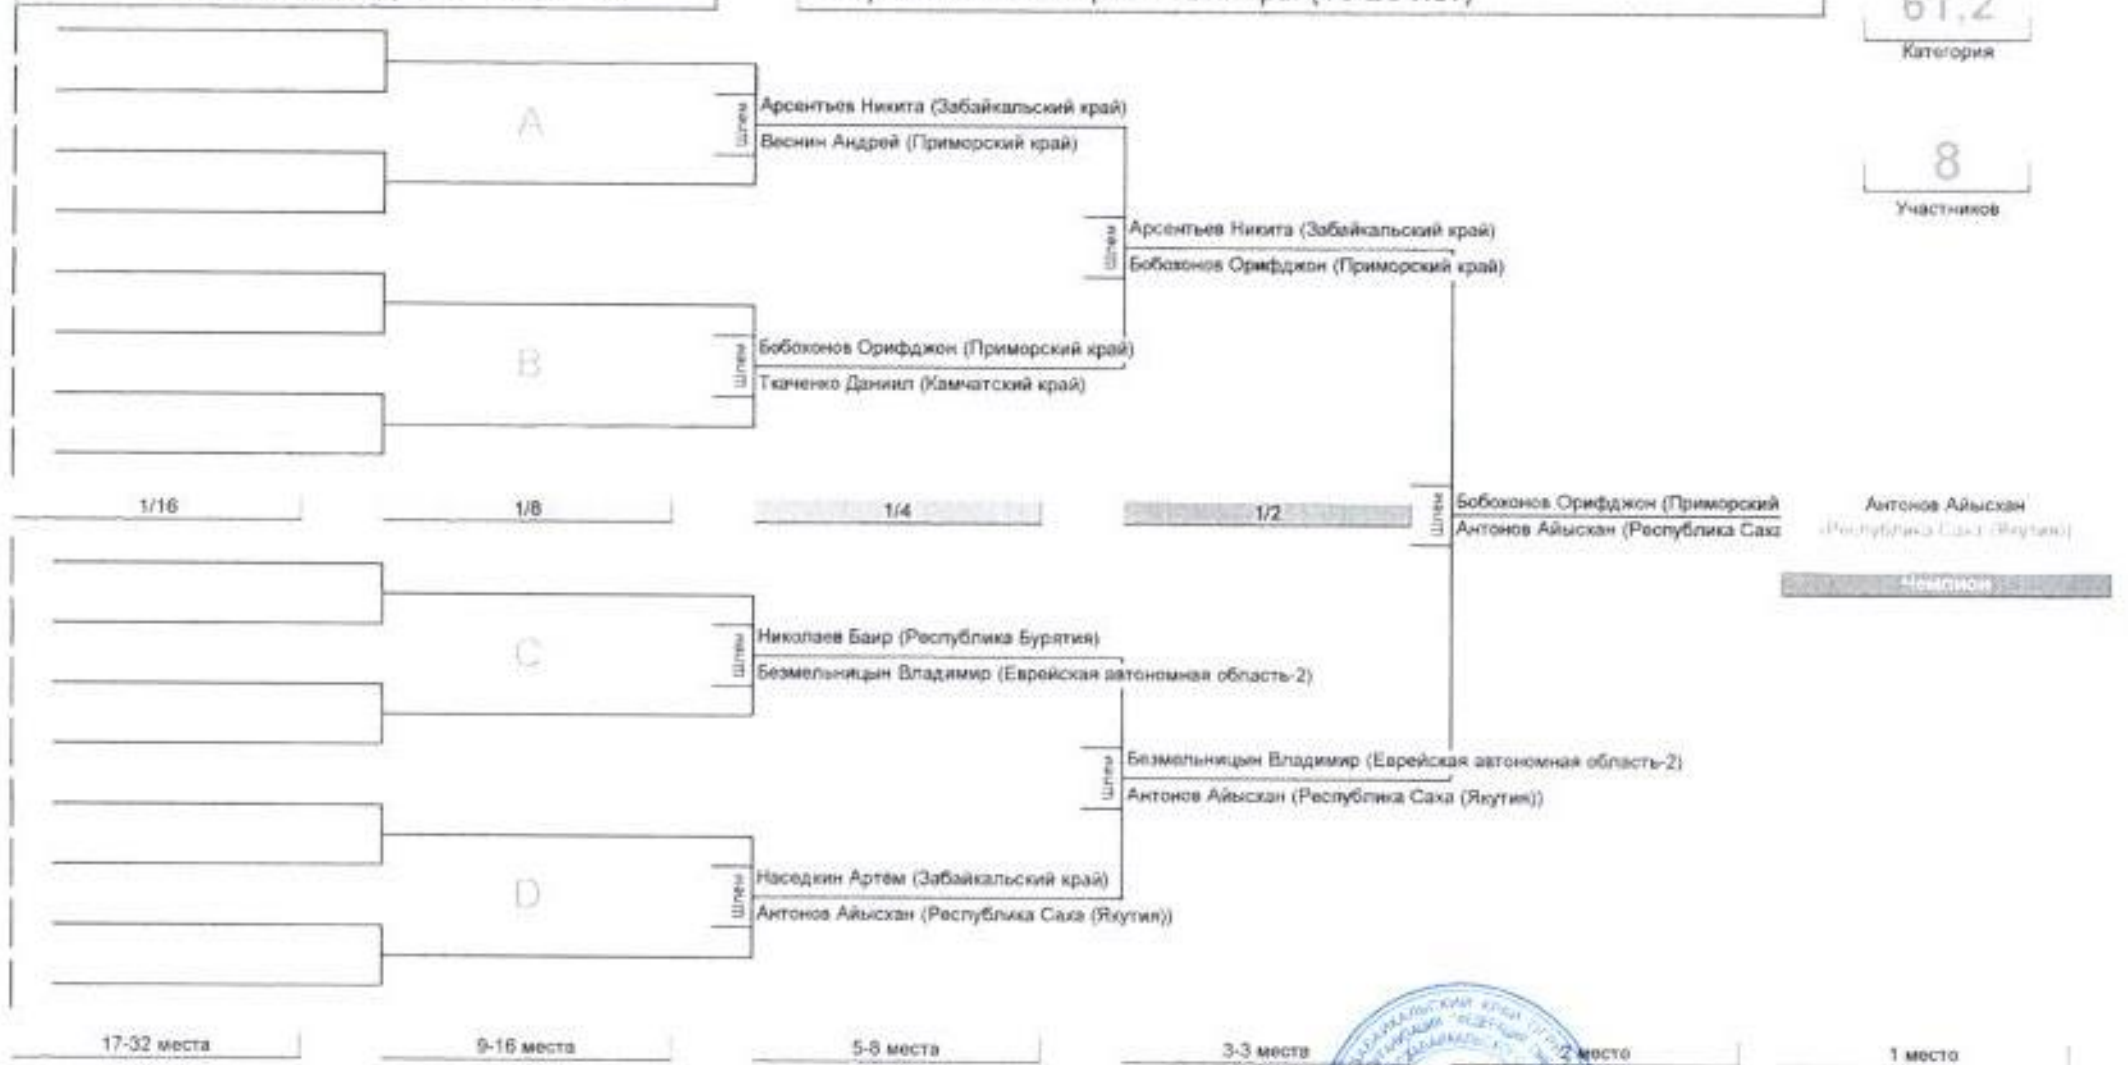 61.2
Категория
8
Участников
A
Шлем
Арсентьев Никита (Забайкальский край)
Веснин Андрей (Приморский край)
Шлем
Арсентьев Никита (Забайкальский край)
Бобохонов Орифджон (Приморский край)
B
Шлем
Бобохонов Орифджон (Приморский край)
Ткаченко Даниил (Камчатский край)
1/16
1/8
1/4
1/2
Шлем
Бобохонов Орифджон (Приморский
Антонов Айысхан (Республика Саха
Антонов Айысхан
(Республика Саха (Якутия))
Чемпион
C
Шлем
Николаев Баир (Республика Бурятия)
Безмельницын Владимир (Еврейская автономная область-2)
Шлем
Безмельницын Владимир (Еврейская автономная область-2)
Антонов Айысхан (Республика Саха (Якутия))
D
Шлем
Наседкин Артём (Забайкальский край)
Антонов Айысхан (Республика Саха (Якутия))
17-32 места
9-16 места
5-8 места
3-3 места
2 место
1 место